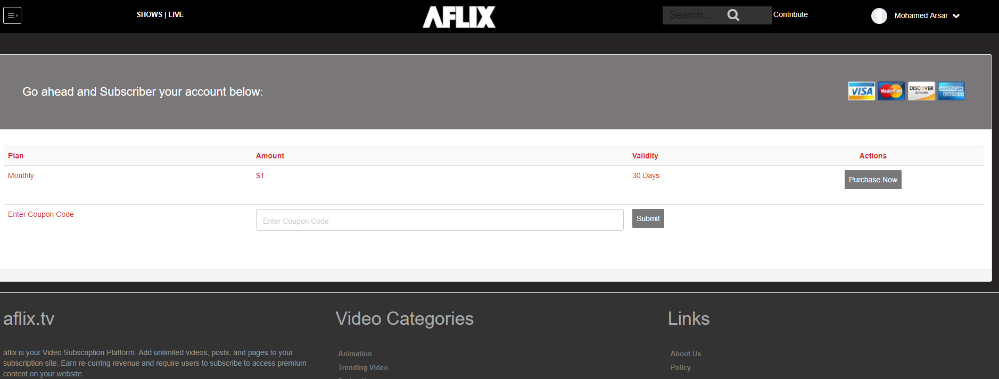 SHOWS | LIVE
AFLIX
Search...
Contribute
Mohamed Arsar
Go ahead and Subscriber your account below:
VISA
MasterCard
DISCOVER
NETWORK
AMERICAN
EXPRESS
Plan Amount Validity Actions
Monthly $1 30 Days Purchase Now
Enter Coupon Code Enter Coupon Code Submit
aflix.tv
aflix is your Video Subscription Platform. Add unlimited videos, posts, and pages to your
subscription site. Earn re-curring revenue and require users to subscribe to access premium
content on your website.
Video Categories
Animation
Trending Video
Links
About Us
Policy